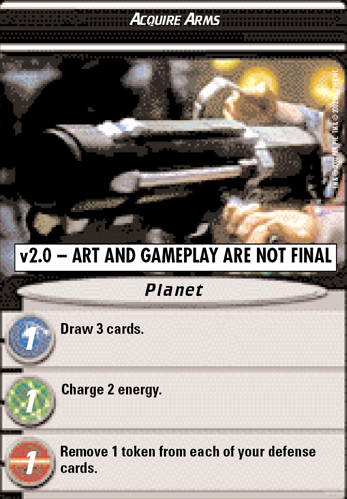 ACQUIRE ARMS
v2.0 – ART AND GAMEPLAY ARE NOT FINAL
Planet
1 Draw 3 cards.
1 Charge 2 energy.
1 Remove 1 token from each of your defense
cards.